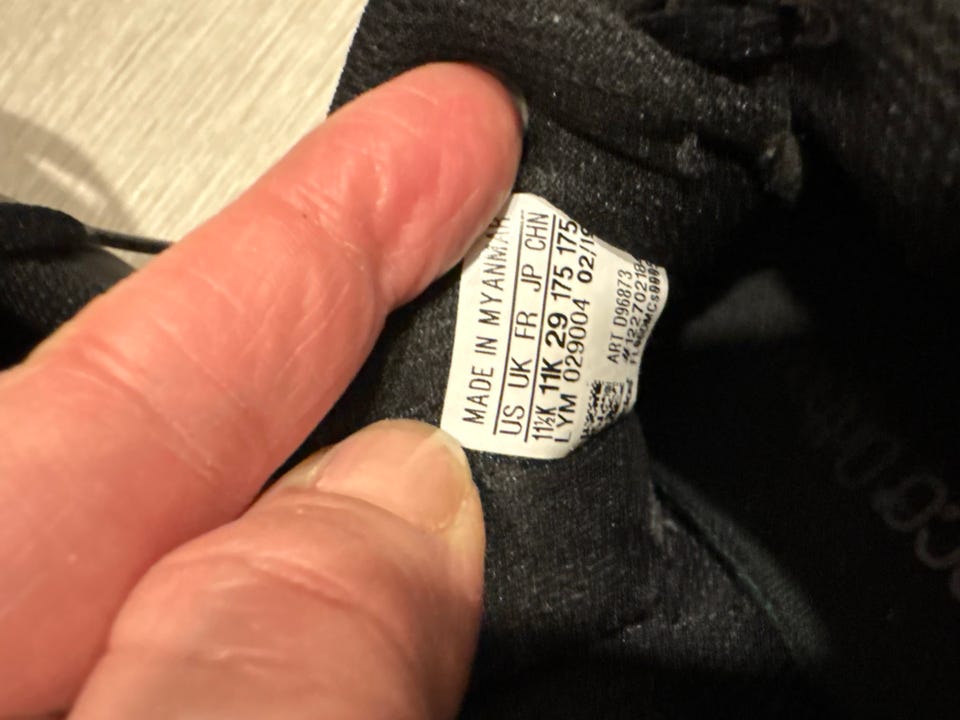 MADE IN MYANMAR
US UK FR JP CHN
11½K 11K 29 175 175
LYM 029004 02/19
ART D96873